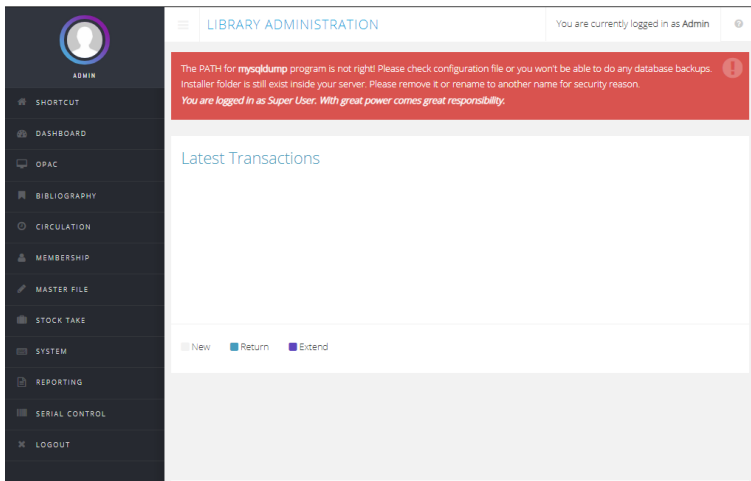 LIBRARY ADMINISTRATION
You are currently logged in as Admin
ADMIN
SHORTCUT
DASHBOARD
OPAC
BIBLIOGRAPHY
CIRCULATION
MEMBERSHIP
MASTER FILE
STOCK TAKE
SYSTEM
REPORTING
SERIAL CONTROL
LOGOUT
The PATH for mysqldump program is not right! Please check configuration file or you won't be able to do any database backups.
Installer folder is still exist inside your server. Please remove it or rename to another name for security reason.
You are logged in as Super User. With great power comes great responsibility.
Latest Transactions
New Return Extend